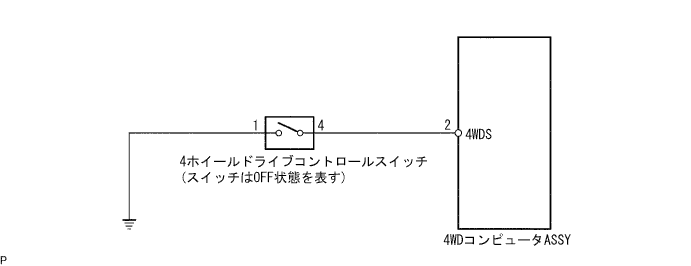 1
4
2
4WDS
4ホイールドライブコントロールスイッチ
(スイッチはOFF状態を表す)
4WDコンピュータASSY
P